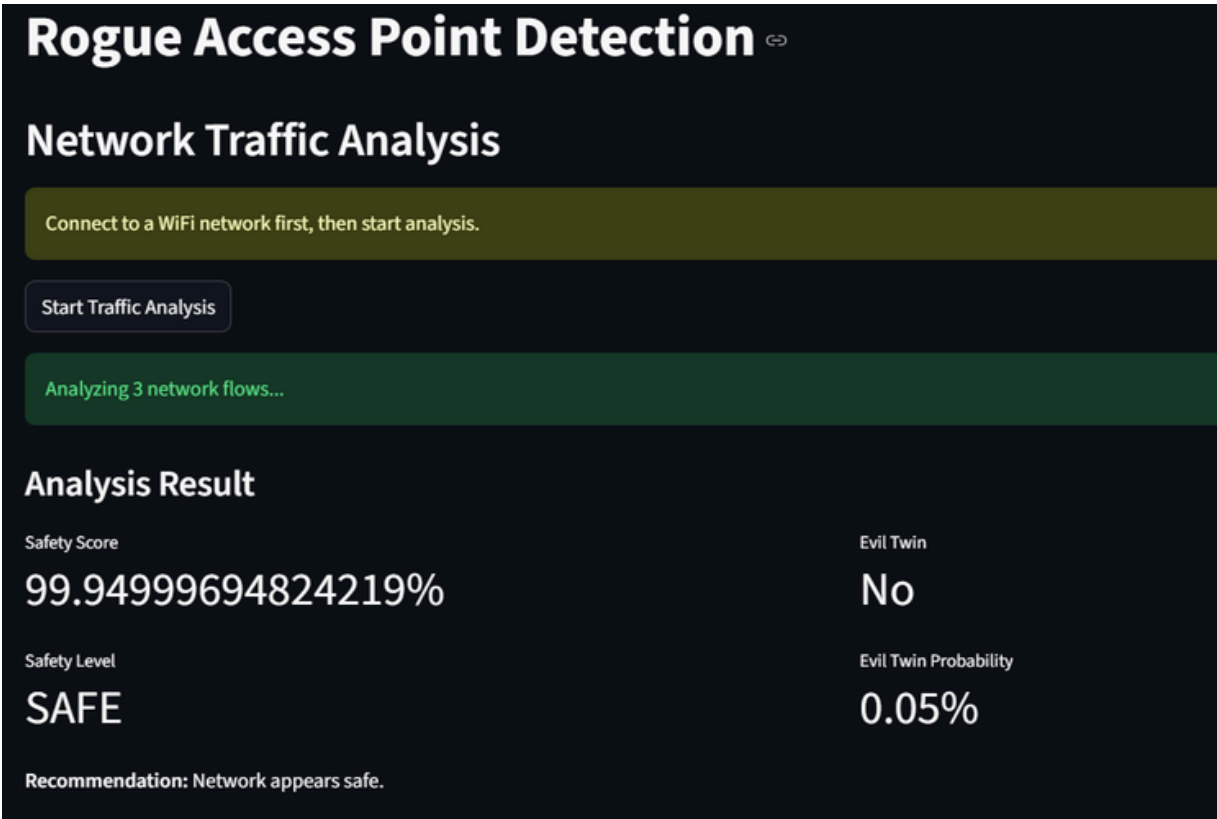 Rogue Access Point Detection
Network Traffic Analysis
Connect to a WiFi network first, then start analysis.
Start Traffic Analysis
Analyzing 3 network flows...
Analysis Result
Safety Score
99.94999694824219%
Evil Twin
No
Safety Level
SAFE
Evil Twin Probability
0.05%
Recommendation: Network appears safe.